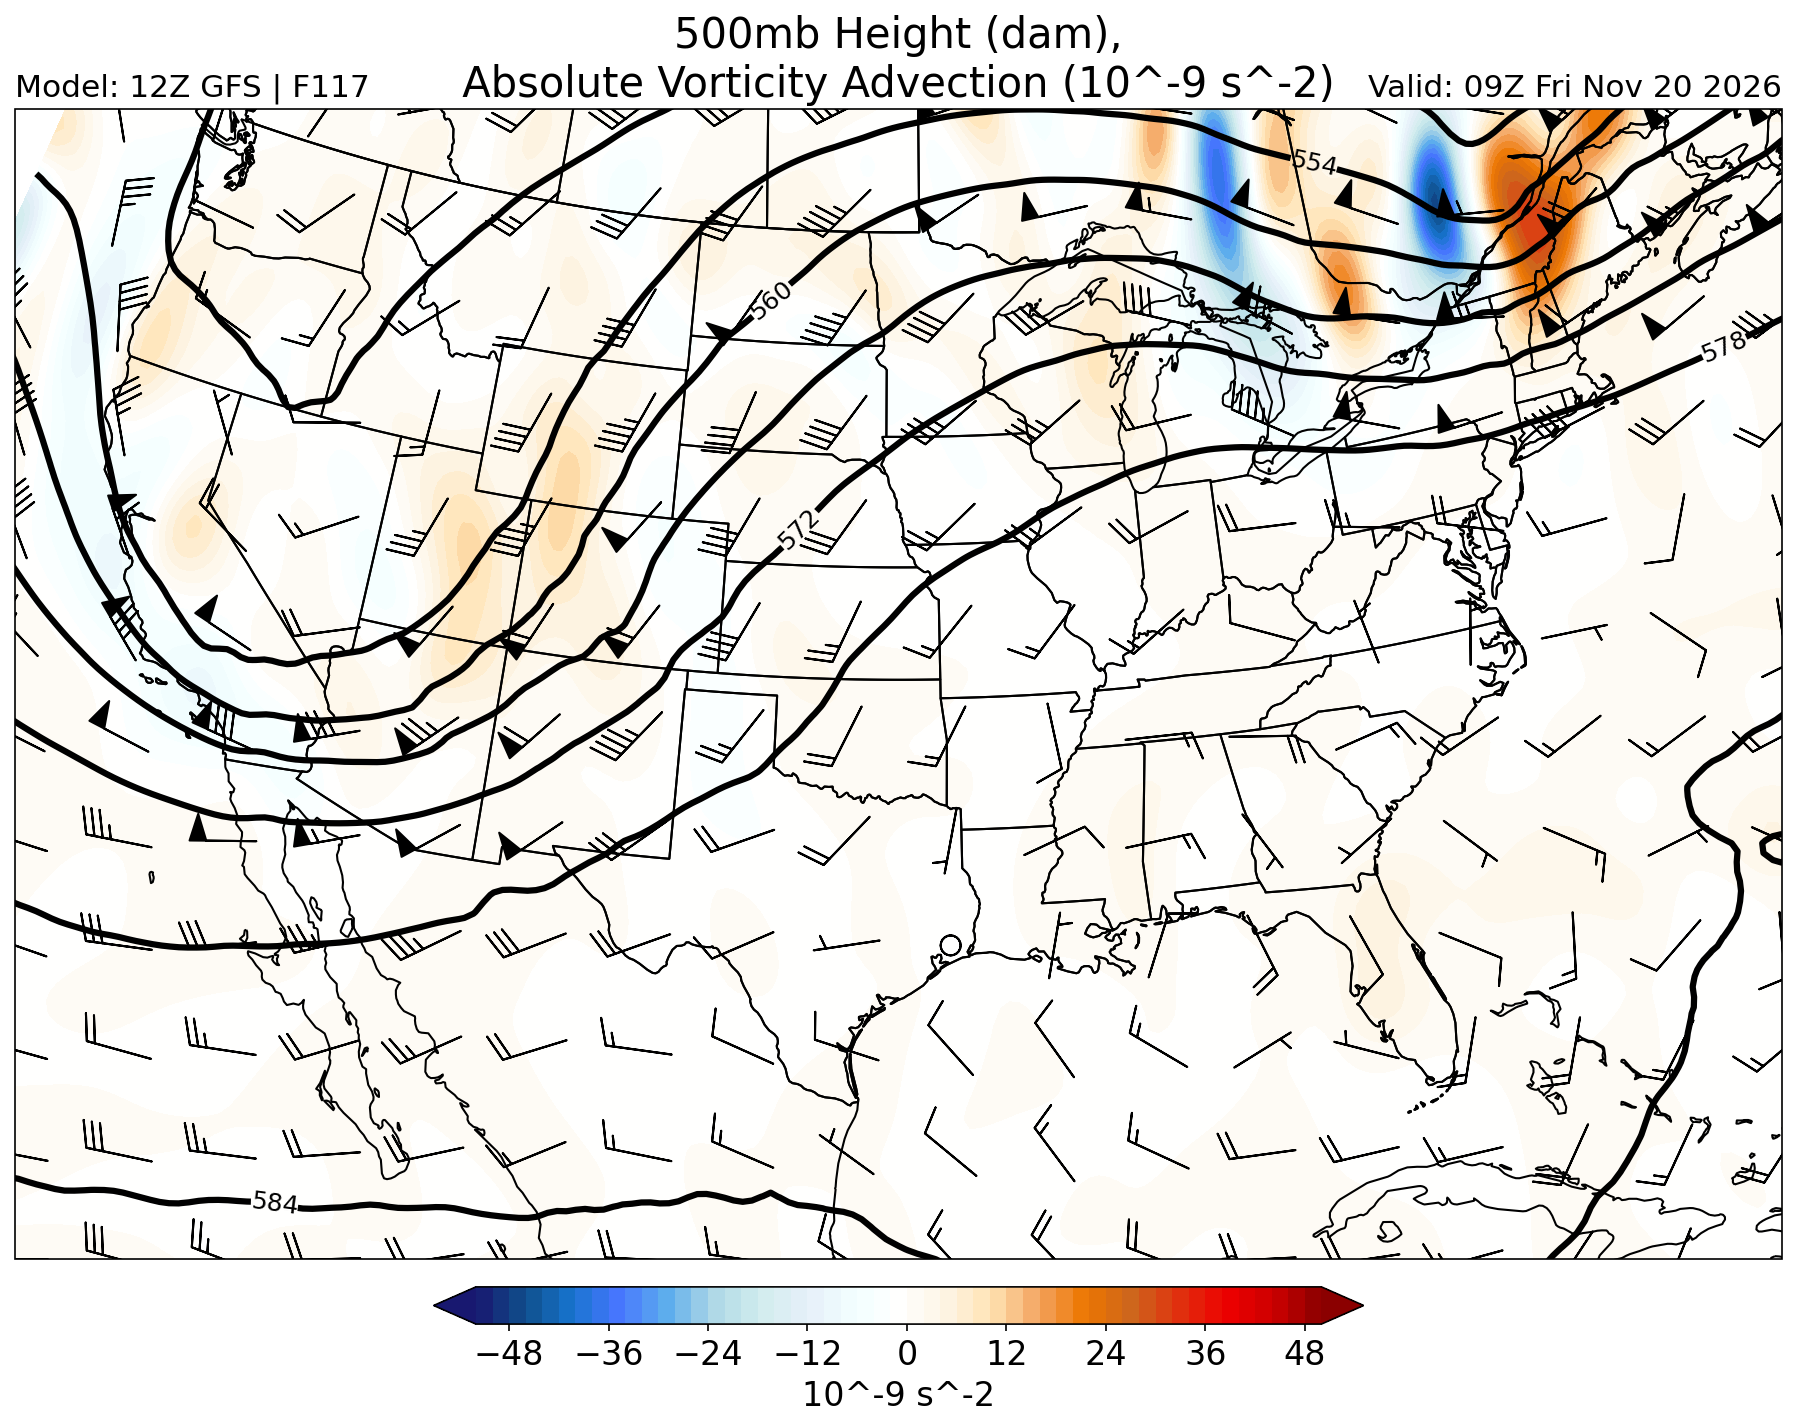 500mb Height (dam),
Model: 12Z GFS | F117
Absolute Vorticity Advection (10^-9 s^-2)
Valid: 09Z Fri Nov 20 2026
554
560
578
572
584
−48 −36 −24 −12 0 12 24 36 48
10^-9 s^-2